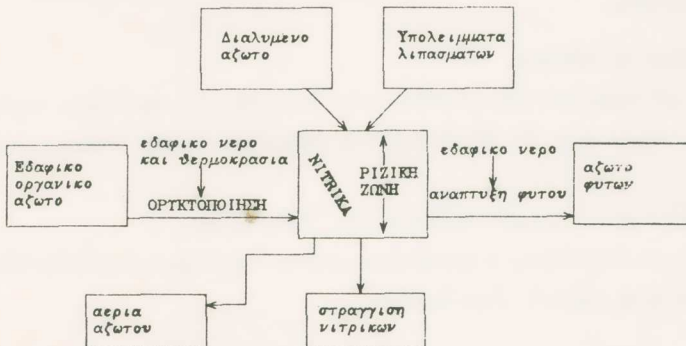 Διαλυμενο
αζωτο
Υπολειμματα
λιπασματων
Εδαφικο
οργανικο
αζωτο
εδαφικο νερο
και θερμοκρασια
ΟΡΥΚΤΟΠΟΙΗΣΗ
ΝΙΤΡΙΚΑ
ΡΙΖΙΚΗ
ΖΩΝΗ
εδαφικο νερο
αναπτυξη φυτου
αζωτο
φυτων
αερια
αζωτου
στραγγιση
νιτρικων